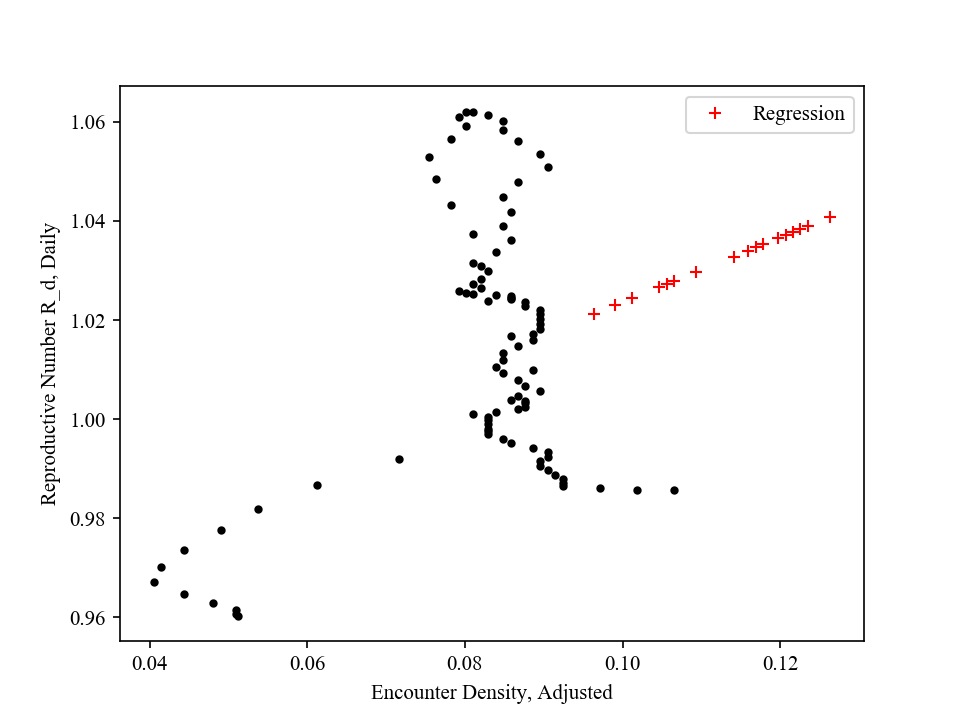 Regression
1.06
1.04
1.02
1.00
0.98
0.96
Reproductive Number R_d, Daily
0.04 0.06 0.08 0.10 0.12
Encounter Density, Adjusted